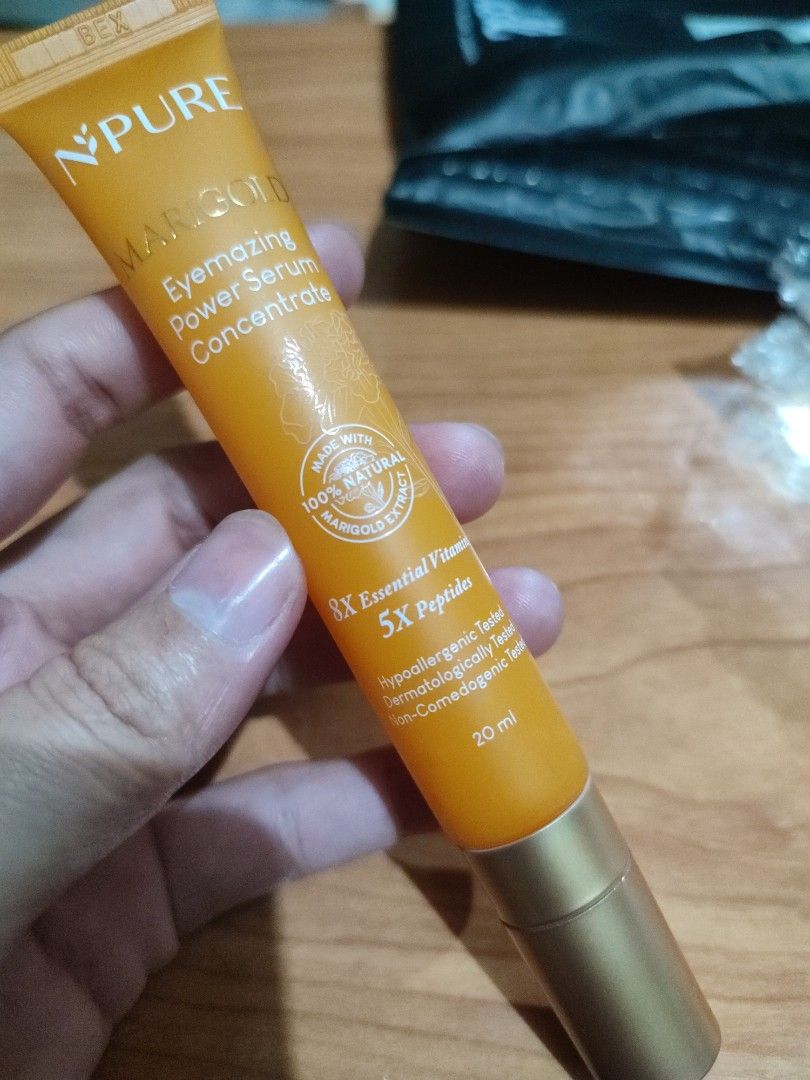 BEX
NPURE
MARIGOLD
Eyemazing
Power Serum
Concentrate
MADE WITH
100% NATURAL
MARIGOLD EXTRACT
8X Essential Vitamins
5X Peptides
Hypoallergenic Tested
Dermatologically Tested
Non-Comedogenic Tested
20 ml